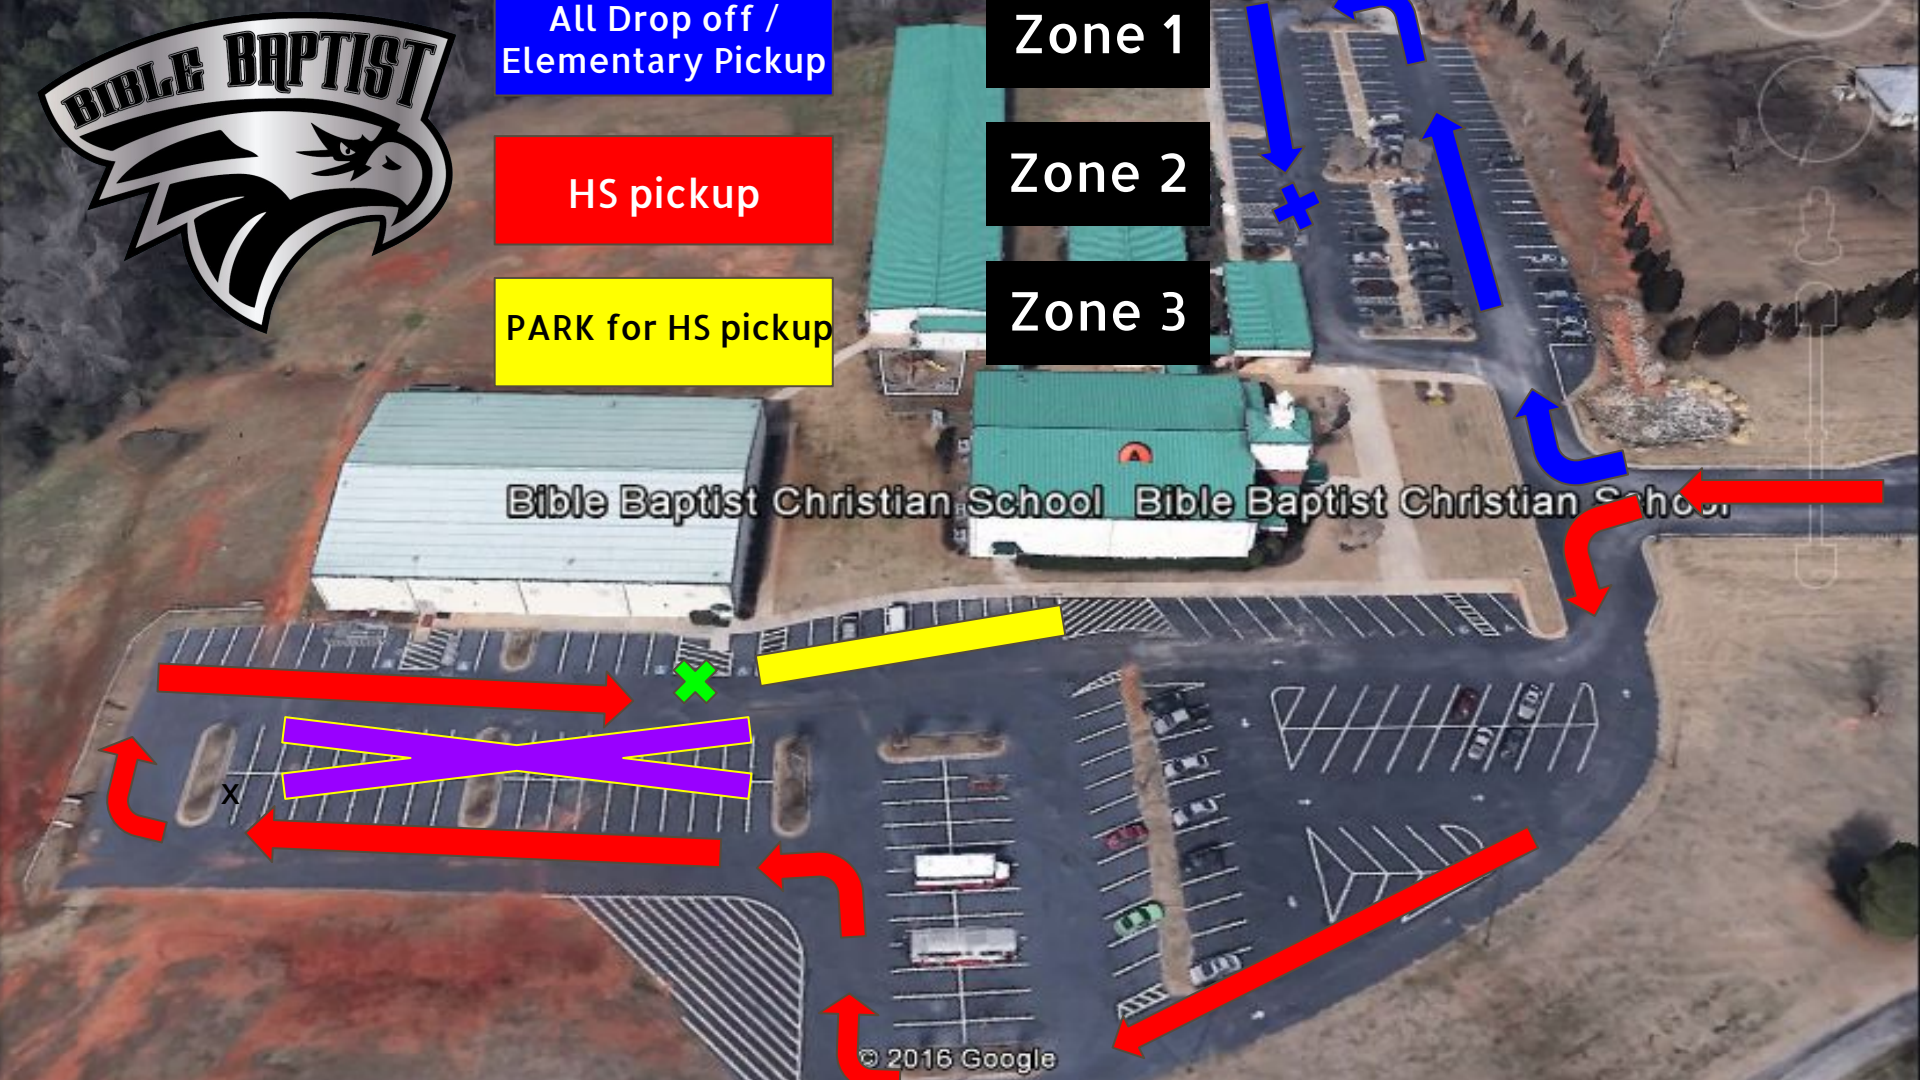 BIBLE BAPTIST
All Drop off /
Elementary Pickup
HS pickup
PARK for HS pickup
Zone 1
Zone 2
Zone 3
A
Bible Baptist Christian School
Bible Baptist Christian School
x
© 2016 Google